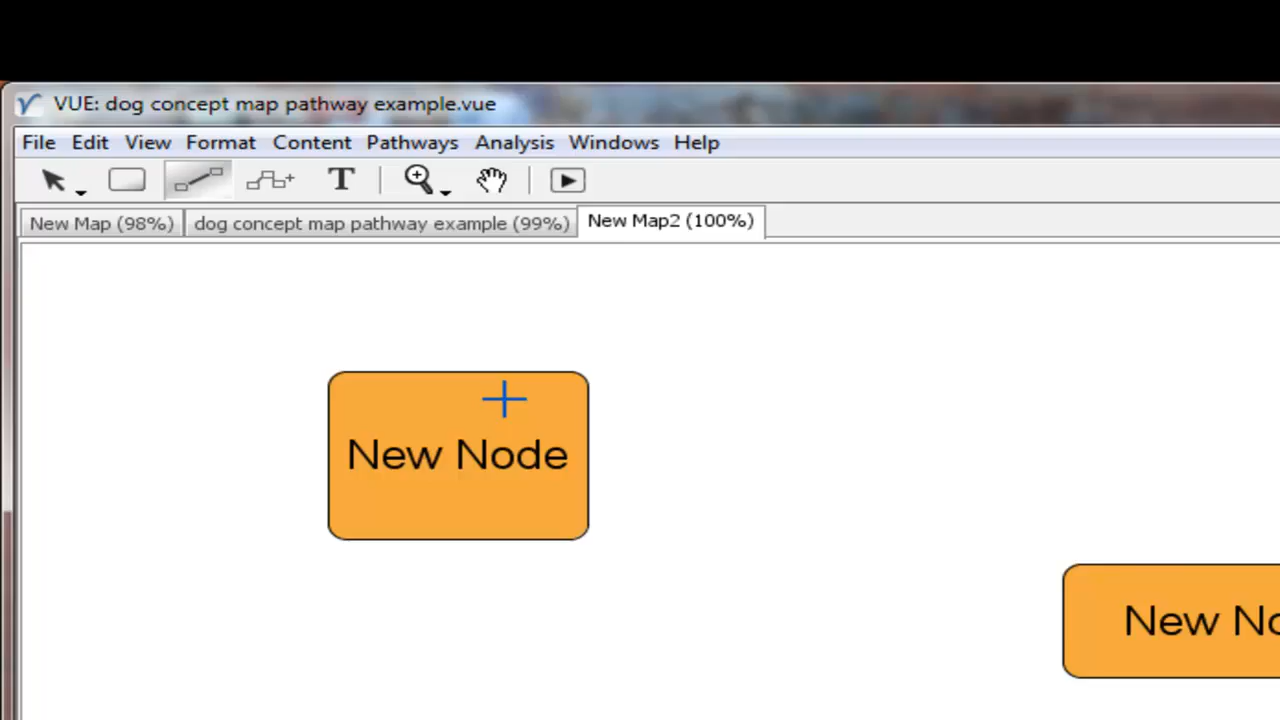 VUE: dog concept map pathway example.vue
File Edit View Format Content Pathways Analysis Windows Help
T
New Map (98%) dog concept map pathway example (99%) New Map2 (100%)
New Node
New